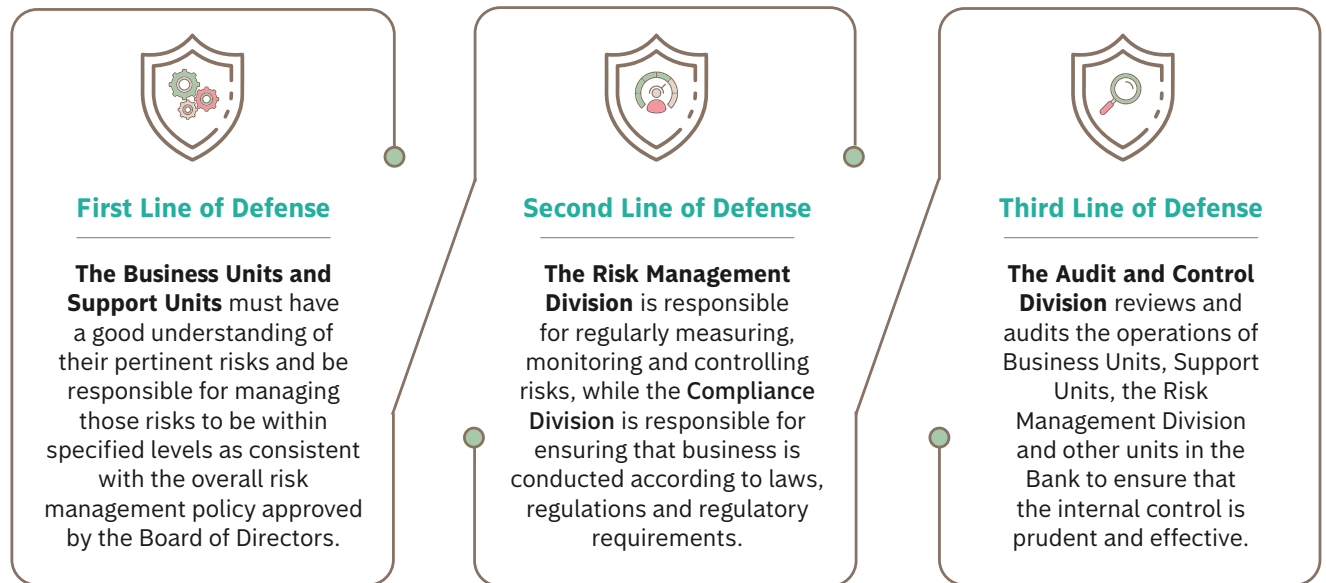 First Line of Defense
The Business Units and
Support Units must have
a good understanding of
their pertinent risks and be
responsible for managing
those risks to be within
specified levels as consistent
with the overall risk
management policy approved
by the Board of Directors.
Second Line of Defense
The Risk Management
Division is responsible
for regularly measuring,
monitoring and controlling
risks, while the Compliance
Division is responsible for
ensuring that business is
conducted according to laws,
regulations and regulatory
requirements.
Third Line of Defense
The Audit and Control
Division reviews and
audits the operations of
Business Units, Support
Units, the Risk
Management Division
and other units in the
Bank to ensure that
the internal control is
prudent and effective.